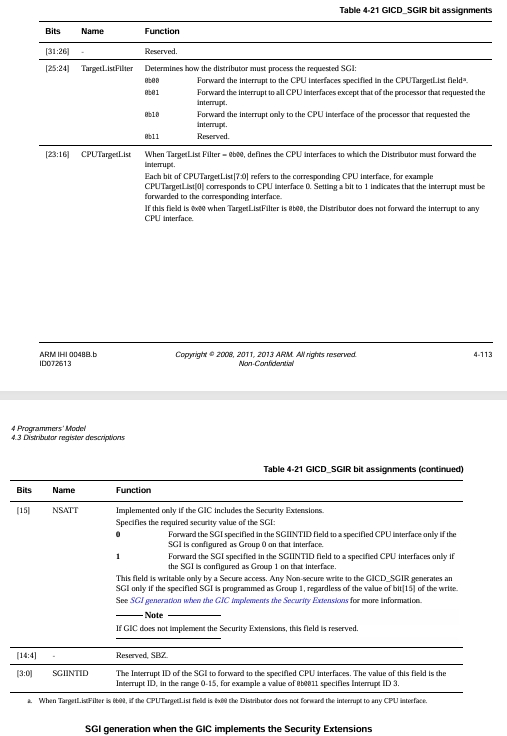 Table 4-21 GICD_SGIR bit assignments
Bits Name Function
[31:26] - Reserved.
[25:24] TargetListFilter Determines how the distributor must process the requested SGI:
0b00 Forward the interrupt to the CPU interfaces specified in the CPUTargetList fieldᵃ.
0b01 Forward the interrupt to all CPU interfaces except that of the processor that requested the
interrupt.
0b10 Forward the interrupt only to the CPU interface of the processor that requested the
interrupt.
0b11 Reserved.
[23:16] CPUTargetList When TargetList Filter = 0b00, defines the CPU interfaces to which the Distributor must forward the
interrupt.
Each bit of CPUTargetList[7:0] refers to the corresponding CPU interface, for example
CPUTargetList[0] corresponds to CPU interface 0. Setting a bit to 1 indicates that the interrupt must be
forwarded to the corresponding interface.
If this field is 0x00 when TargetListFilter is 0b00, the Distributor does not forward the interrupt to any
CPU interface.
ARM IHI 0048B.b Copyright © 2008, 2011, 2013 ARM. All rights reserved. 4-113
ID072613 Non-Confidential
4 Programmers' Model
4.3 Distributor register descriptions
Table 4-21 GICD_SGIR bit assignments (continued)
Bits Name Function
[15] NSATT Implemented only if the GIC includes the Security Extensions.
Specifies the required security value of the SGI:
0 Forward the SGI specified in the SGIINTID field to a specified CPU interface only if the
SGI is configured as Group 0 on that interface.
1 Forward the SGI specified in the SGIINTID field to a specified CPU interfaces only if
the SGI is configured as Group 1 on that interface.
This field is writable only by a Secure access. Any Non-secure write to the GICD_SGIR generates an
SGI only if the specified SGI is programmed as Group 1, regardless of the value of bit[15] of the write.
See SGI generation when the GIC implements the Security Extensions for more information.
Note
If GIC does not implement the Security Extensions, this field is reserved.
[14:4] - Reserved, SBZ.
[3:0] SGIINTID The Interrupt ID of the SGI to forward to the specified CPU interfaces. The value of this field is the
Interrupt ID, in the range 0-15, for example a value of 0b0011 specifies Interrupt ID 3.
a. When TargetListFilter is 0b00, if the CPUTargetList field is 0x00 the Distributor does not forward the interrupt to any CPU interface.
SGI generation when the GIC implements the Security Extensions